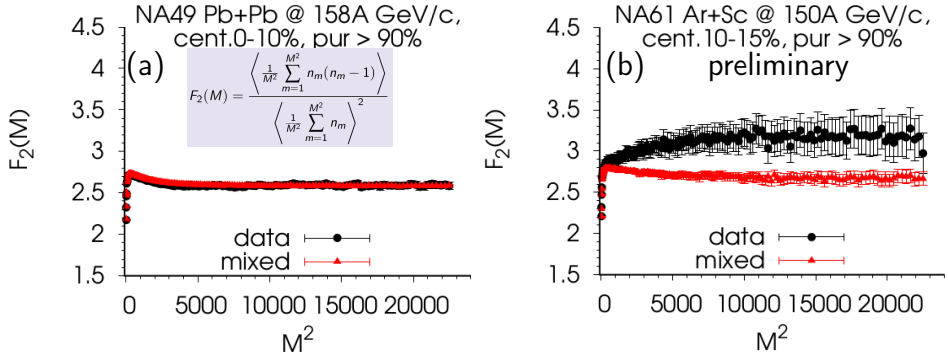 NA49 Pb+Pb @ 158A GeV/c,
cent.0-10%, pur > 90%
(a)
F₂(M) = ⟨ 1/M² ∑_{m=1}^{M²} n_m(n_m − 1) ⟩ / ⟨ 1/M² ∑_{m=1}^{M²} n_m ⟩²
F₂(M)
4.5
4
3.5
3
2.5
2
1.5
data
mixed
0 5000 10000 15000 20000
M²
NA61 Ar+Sc @ 150A GeV/c,
cent.10-15%, pur > 90%
(b) preliminary
F₂(M)
4.5
4
3.5
3
2.5
2
1.5
data
mixed
0 5000 10000 15000 20000
M²